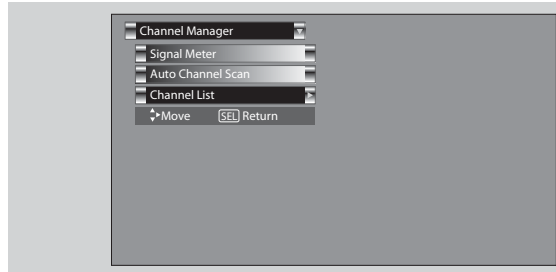 Channel Manager
Signal Meter
Auto Channel Scan
Channel List
Move SEL Return